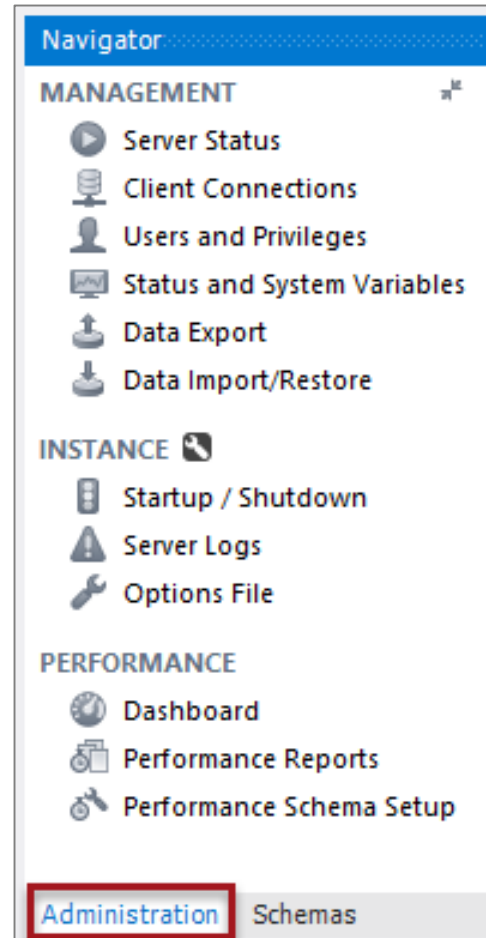 Navigator
MANAGEMENT
Server Status
Client Connections
Users and Privileges
Status and System Variables
Data Export
Data Import/Restore
INSTANCE
Startup / Shutdown
Server Logs
Options File
PERFORMANCE
Dashboard
Performance Reports
Performance Schema Setup
Administration Schemas